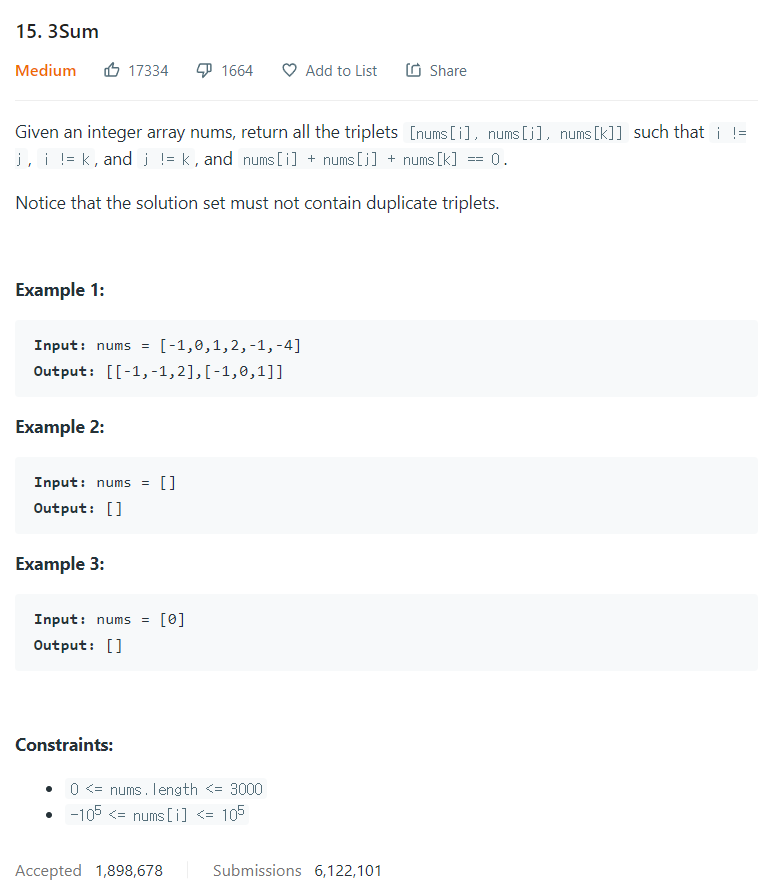 15. 3Sum
Medium 17334 1664 Add to List Share
Given an integer array nums, return all the triplets [nums[i], nums[j], nums[k]] such that i !=
j, i != k, and j != k, and nums[i] + nums[j] + nums[k] == 0.
Notice that the solution set must not contain duplicate triplets.
Example 1:
Input: nums = [-1,0,1,2,-1,-4]
Output: [[-1,-1,2],[-1,0,1]]
Example 2:
Input: nums = []
Output: []
Example 3:
Input: nums = [0]
Output: []
Constraints:
• 0 <= nums.length <= 3000
• -10⁵ <= nums[i] <= 10⁵
Accepted 1,898,678 Submissions 6,122,101